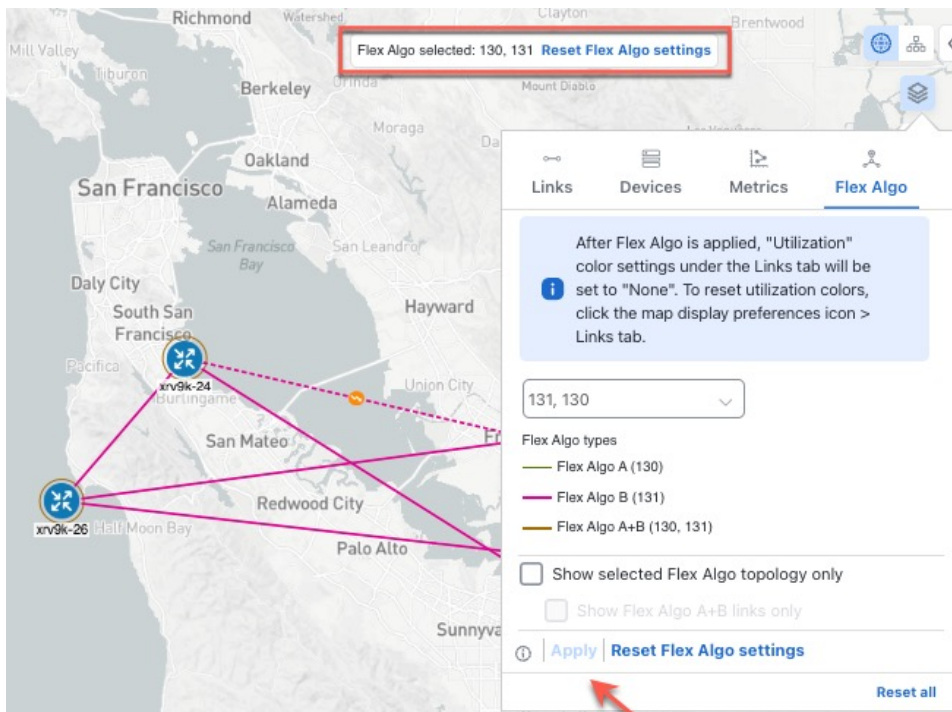 Richmond
Watershed
Clayton
Brentwood
Mill Valley
Flex Algo selected: 130, 131 Reset Flex Algo settings
Tiburon
Berkeley
Orinda
Mount Diablo
Moraga
Oakland
San Francisco
Alameda
San Francisco
Bay
San Leandro
Daly City
Hayward
South San
Francisco
Pacifica
xrv9k-24
Burlingame
Union City
San Mateo
xrv9k-26
Half Moon Bay
Redwood City
Palo Alto
Links
Devices
Metrics
Flex Algo
After Flex Algo is applied, "Utilization"
color settings under the Links tab will be
set to "None". To reset utilization colors,
click the map display preferences icon >
Links tab.
131, 130
Flex Algo types
Flex Algo A (130)
Flex Algo B (131)
Flex Algo A+B (130, 131)
Show selected Flex Algo topology only
Show Flex Algo A+B links only
Apply
Reset Flex Algo settings
Reset all